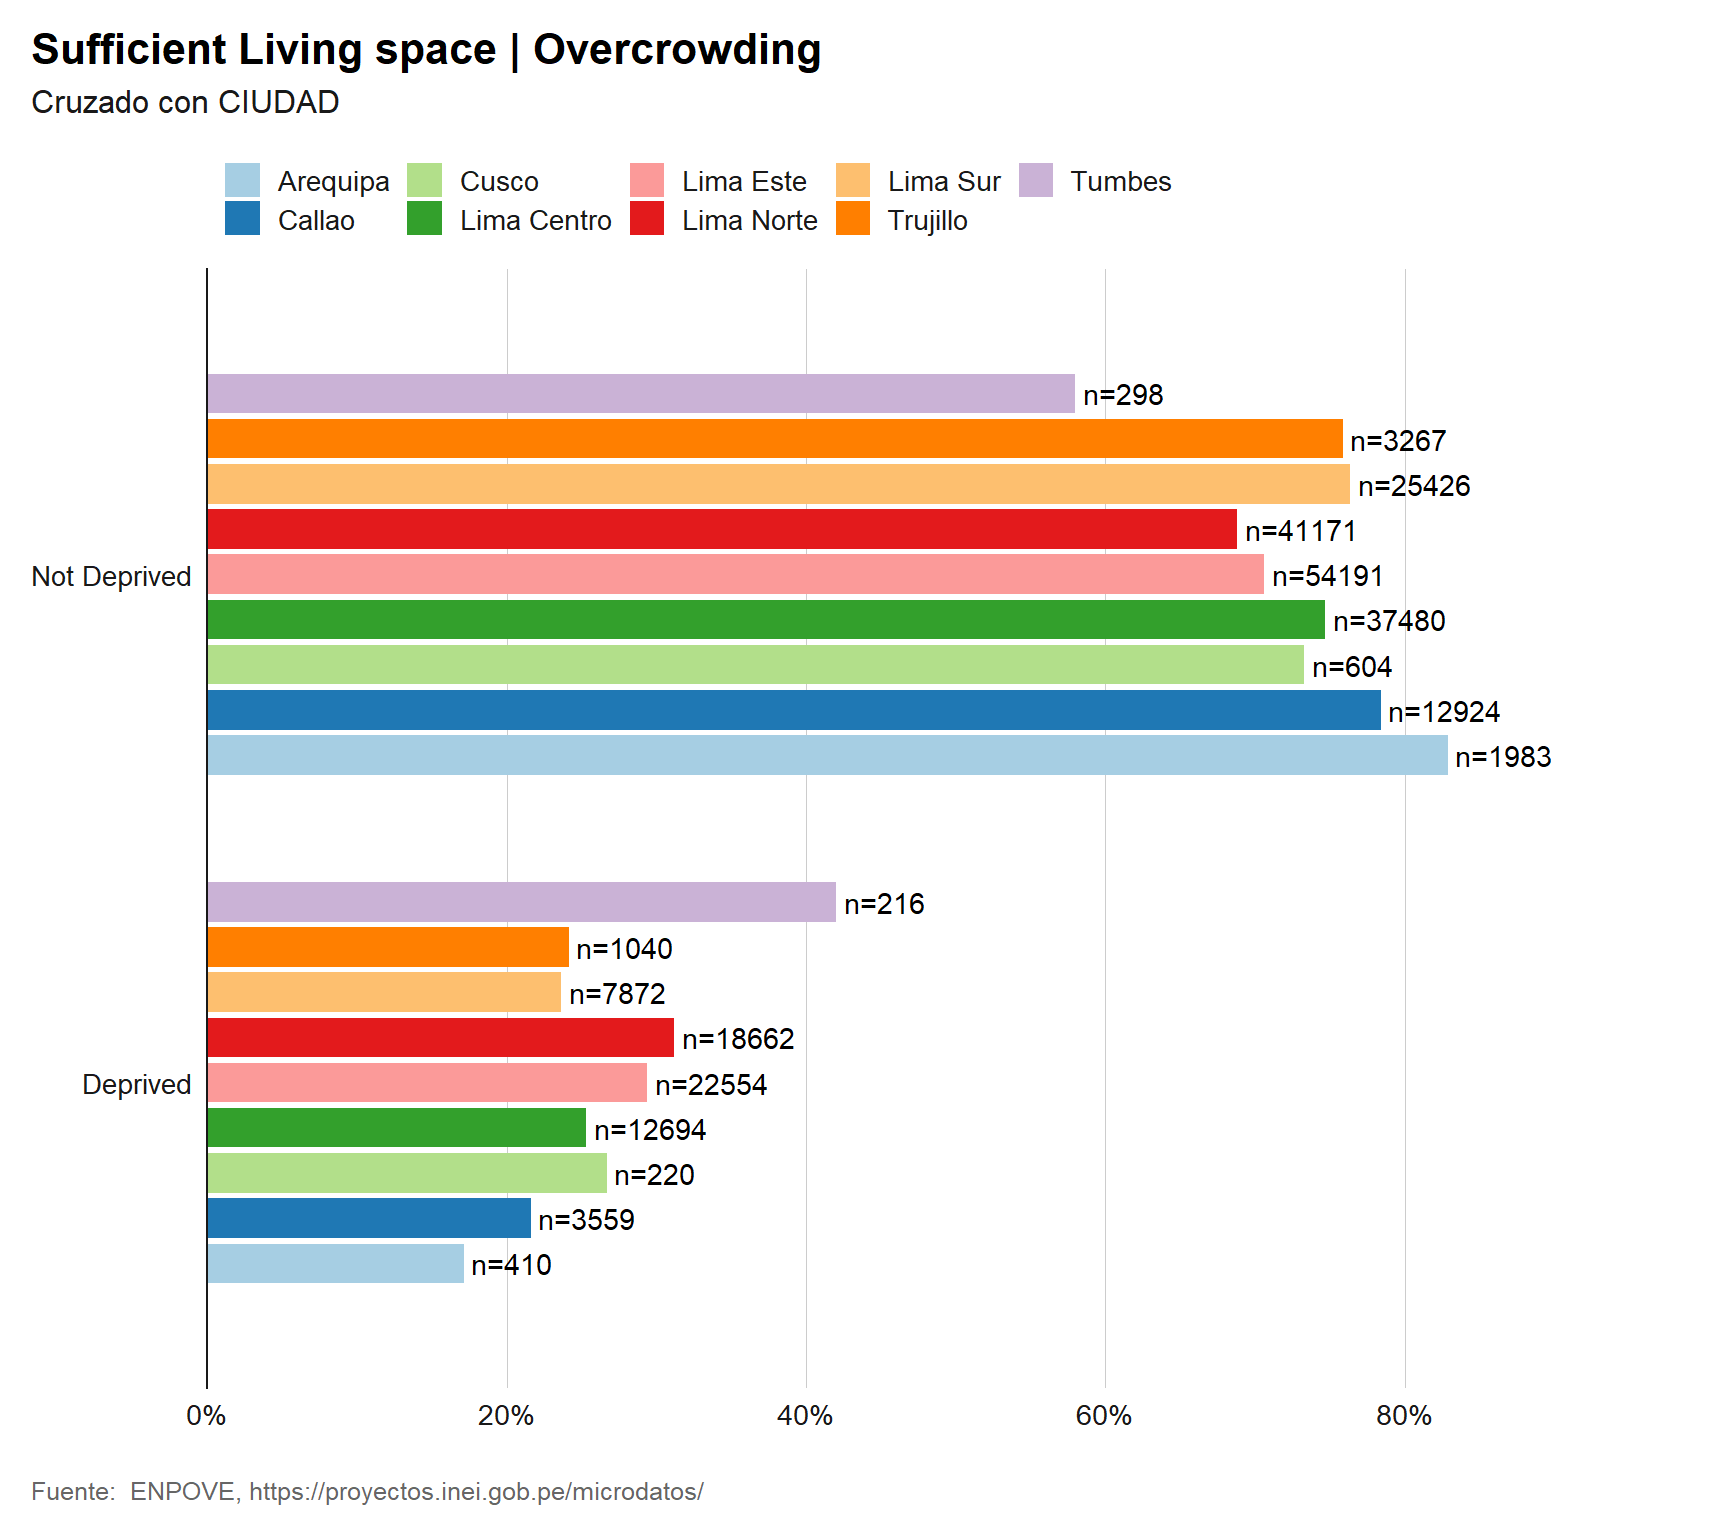 Sufficient Living space | Overcrowding
Cruzado con CIUDAD
Arequipa Cusco Lima Este Lima Sur Tumbes
Callao Lima Centro Lima Norte Trujillo
n=298
n=3267
n=25426
n=41171
Not Deprived n=54191
n=37480
n=604
n=12924
n=1983
n=216
n=1040
n=7872
n=18662
Deprived n=22554
n=12694
n=220
n=3559
n=410
0% 20% 40% 60% 80%
Fuente: ENPOVE, https://proyectos.inei.gob.pe/microdatos/